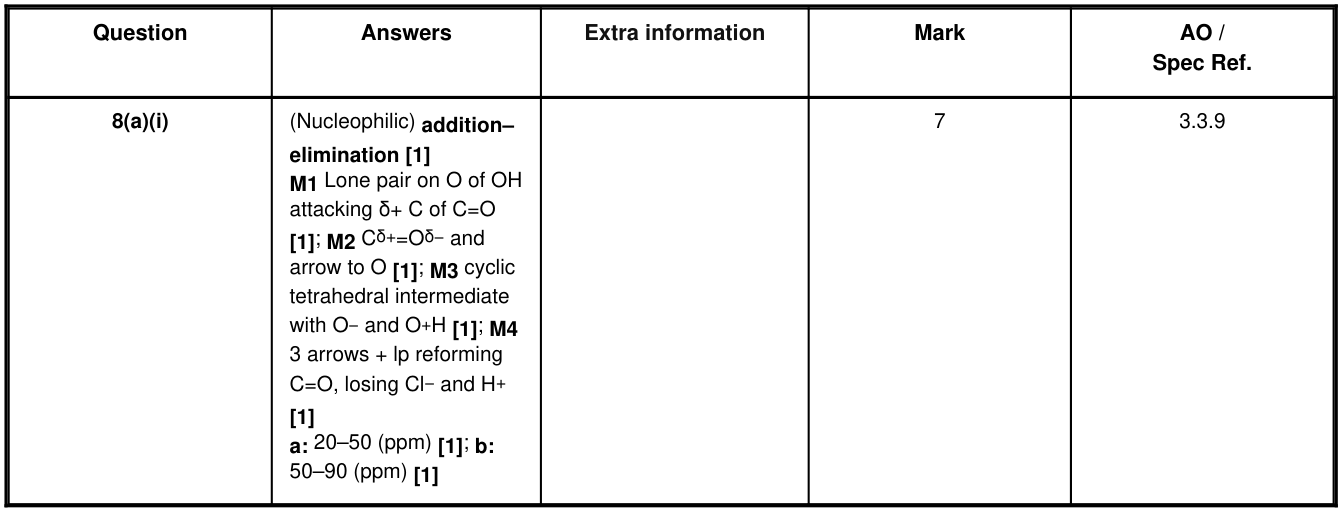 Question Answers Extra information Mark AO /
Spec Ref.
8(a)(i) (Nucleophilic) addition– 7 3.3.9
elimination [1]
M1 Lone pair on O of OH
attacking δ+ C of C=O
[1]; M2 Cδ+=Oδ− and
arrow to O [1]; M3 cyclic
tetrahedral intermediate
with O− and O+H [1]; M4
3 arrows + lp reforming
C=O, losing Cl− and H+
[1]
a: 20–50 (ppm) [1]; b:
50–90 (ppm) [1]